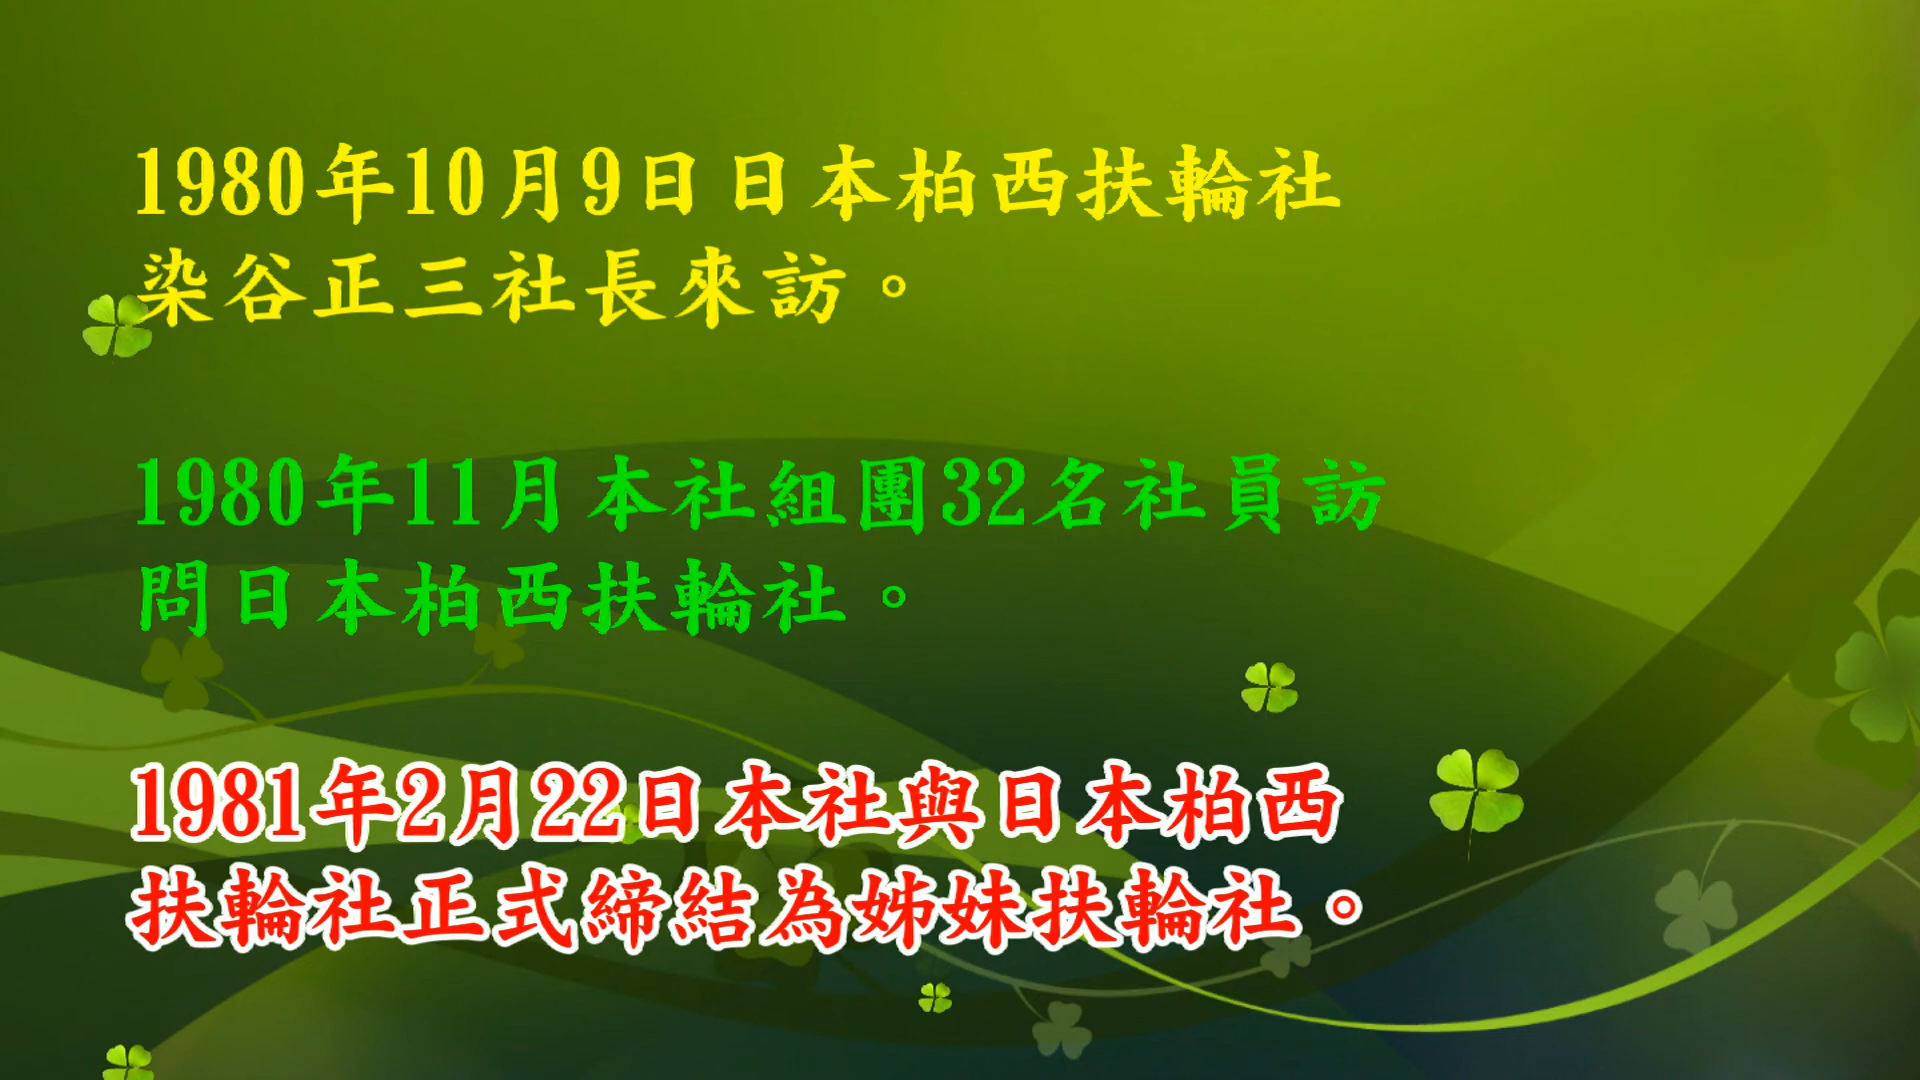 1980年10月9日日本柏西扶輪社
染谷正三社長來訪。
1980年11月本社組團32名社員訪
問日本柏西扶輪社。
1981年2月22日本社與日本柏西
扶輪社正式締結為姊妹扶輪社。